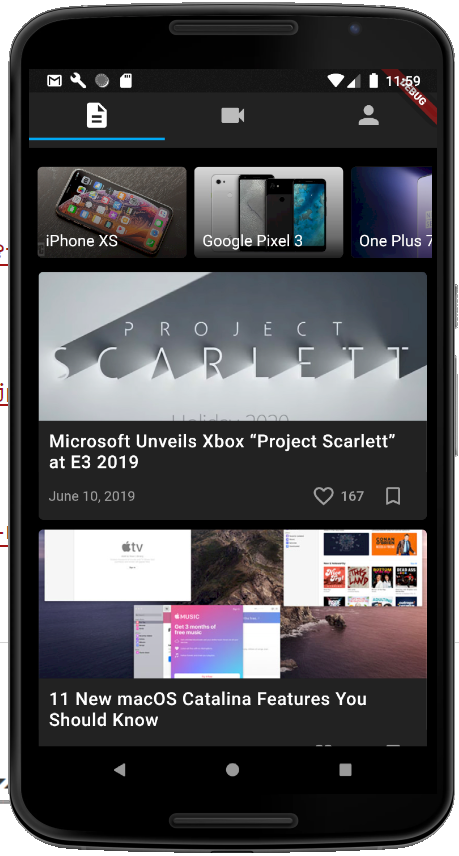 11:59
DEBUG
iPhone XS
Google Pixel 3
One Plus 7
PROJECT
SCARLETT
Holiday 2020
Microsoft Unveils Xbox “Project Scarlett”
at E3 2019
June 10, 2019
167
tv
MUSIC
Get 3 months of
free music
11 New macOS Catalina Features You
Should Know